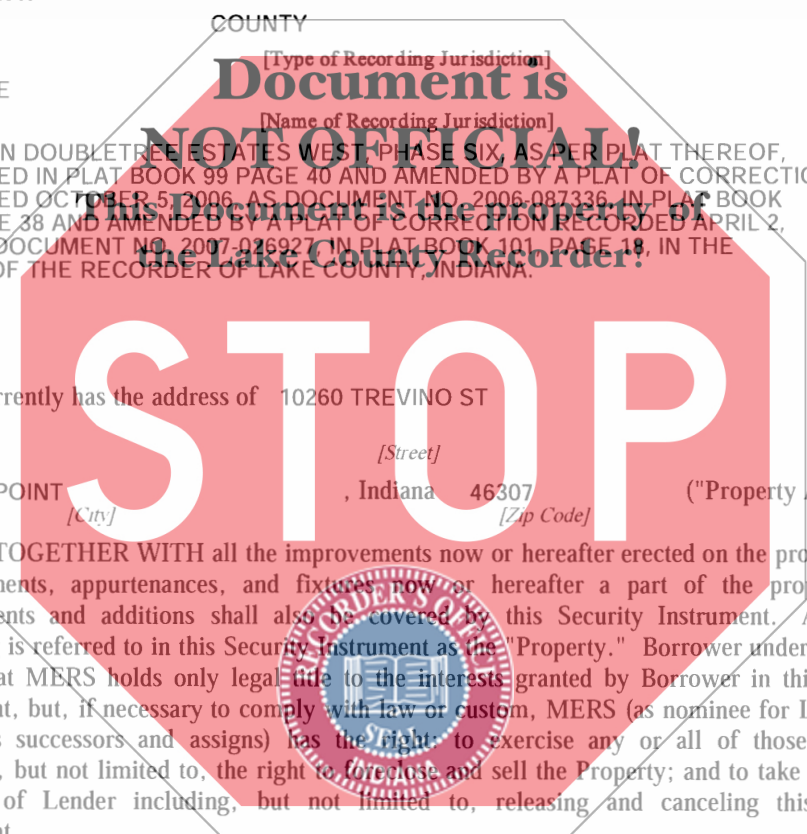 COUNTY
[Type of Recording Jurisdiction]
Document is
[Name of Recording Jurisdiction]
NOT OFFICIAL!
N DOUBLETREE ESTATES WEST, PHASE SIX, AS PER PLAT THEREOF,
ED IN PLAT BOOK 99 PAGE 40 AND AMENDED BY A PLAT OF CORRECTIO
ED OCTOBER 5, 2006, AS DOCUMENT NO. 2006-087336, IN PLAT BOOK
This Document is the property of
E 38 AND AMENDED BY A PLAT OF CORRECTION RECORDED APRIL 2,
DOCUMENT NO. 2007-026927 IN PLAT BOOK 101, PAGE 18, IN THE
the Lake County Recorder!
OF THE RECORDER OF LAKE COUNTY, INDIANA.
STOP
rrently has the address of 10260 TREVINO ST
[Street]
POINT , Indiana 46307 ("Property A
[City] [Zip Code]
TOGETHER WITH all the improvements now or hereafter erected on the pro
ments, appurtenances, and fixtures now or hereafter a part of the prop
ents and additions shall also be covered by this Security Instrument. A
is referred to in this Security Instrument as the "Property." Borrower under
at MERS holds only legal title to the interests granted by Borrower in thi
nt, but, if necessary to comply with law or custom, MERS (as nominee for L
s successors and assigns) has the right: to exercise any or all of those
, but not limited to, the right to foreclose and sell the Property; and to take
of Lender including, but not limited to, releasing and canceling this
RECORDER'S OFFIC
INDIANA